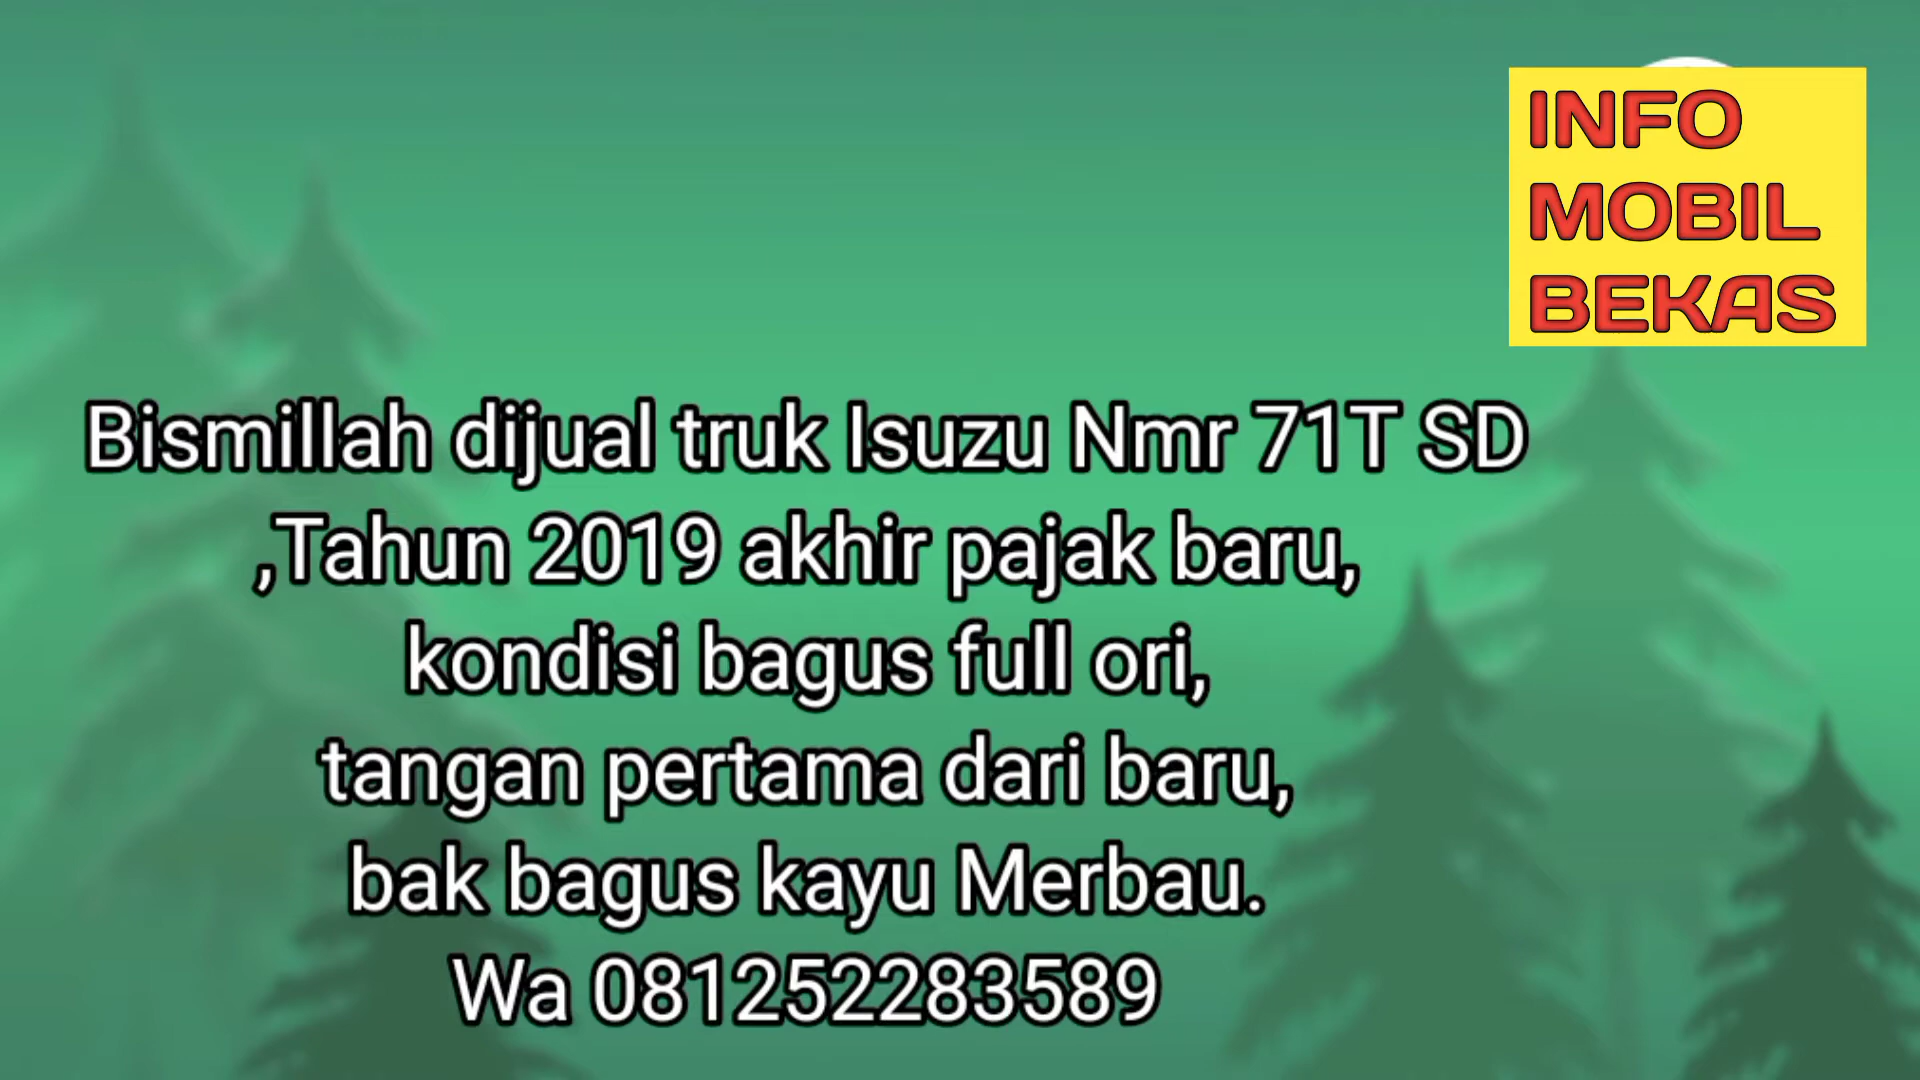 INFO
MOBIL
BEKAS
Bismillah dijual truk Isuzu Nmr 71T SD
,Tahun 2019 akhir pajak baru,
kondisi bagus full ori,
tangan pertama dari baru,
bak bagus kayu Merbau.
Wa 081252283589